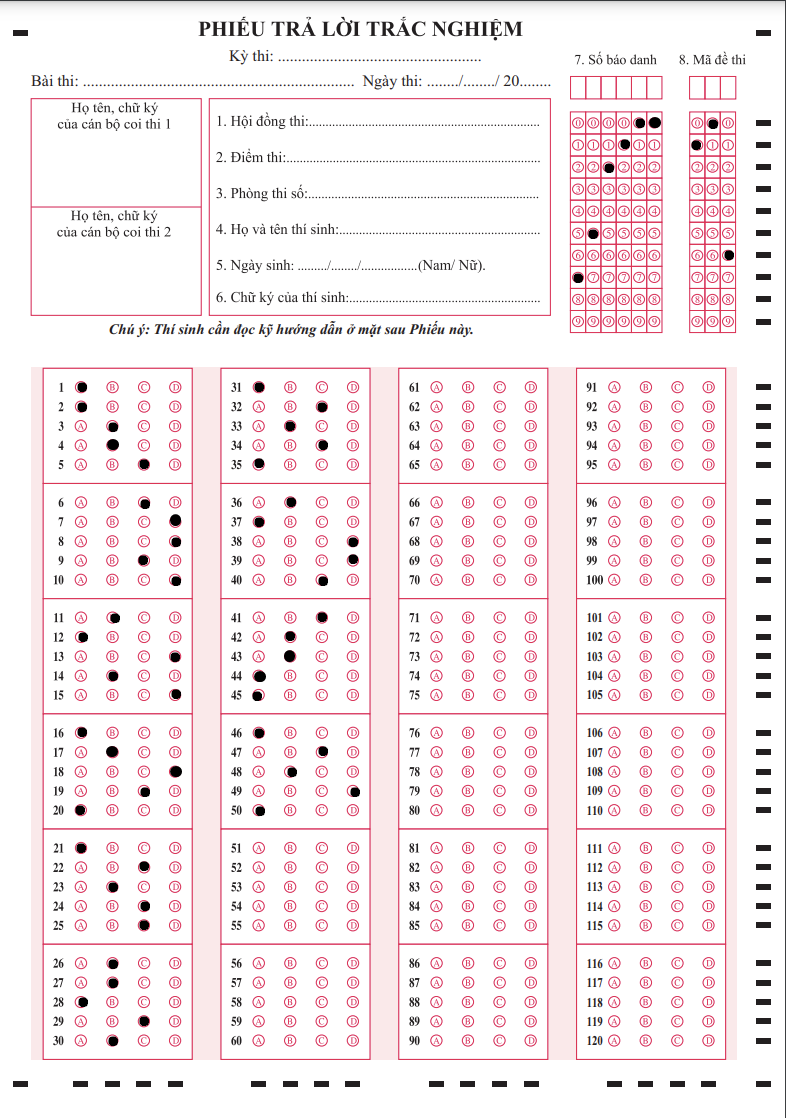 PHIẾU TRẢ LỜI TRẮC NGHIỆM
Kỳ thi: ...................................................
Bài thi: .................................................................... Ngày thi: ......../......../ 20........
Họ tên, chữ ký
của cán bộ coi thi 1
Họ tên, chữ ký
của cán bộ coi thi 2
1. Hội đồng thi:..................................................................
2. Điểm thi:.........................................................................
3. Phòng thi số:..................................................................
4. Họ và tên thí sinh:.........................................................
5. Ngày sinh: ........./......../................(Nam/ Nữ).
6. Chữ ký của thí sinh:......................................................
Chú ý: Thí sinh cần đọc kỹ hướng dẫn ở mặt sau Phiếu này.
7. Số báo danh
0 0 0 0
1 1 1 1 1
2 2 2 2 2
3 3 3 3 3 3
4 4 4 4 4 4
5 5 5 5 5
6 6 6 6 6 6
7 7 7 7 7
8 8 8 8 8 8
9 9 9 9 9 9
8. Mã đề thi
0 0
1 1
2 2 2
3 3 3
4 4 4
5 5 5
6 6
7 7 7
8 8 8
9 9 9
1 B C D
2 B C D
3 A C D
4 A C D
5 A B D
6 A B D
7 A B C
8 A B C
9 A B D
10 A B C
11 A C D
12 B C D
13 A B C
14 A C D
15 A B C
16 B C D
17 A C D
18 A B C
19 A B D
20 B C D
21 B C D
22 A B D
23 A C D
24 A B D
25 A B D
26 A C D
27 A C D
28 B C D
29 A B D
30 A C D
31 B C D
32 A B D
33 A C D
34 A B D
35 B C D
36 A C D
37 B C D
38 A B C
39 A B C
40 A B D
41 A B D
42 A C D
43 A C D
44 B C D
45 B C D
46 B C D
47 A B D
48 A C D
49 A B C
50 B C D
51 A B C D
52 A B C D
53 A B C D
54 A B C D
55 A B C D
56 A B C D
57 A B C D
58 A B C D
59 A B C D
60 A B C D
61 A B C D
62 A B C D
63 A B C D
64 A B C D
65 A B C D
66 A B C D
67 A B C D
68 A B C D
69 A B C D
70 A B C D
71 A B C D
72 A B C D
73 A B C D
74 A B C D
75 A B C D
76 A B C D
77 A B C D
78 A B C D
79 A B C D
80 A B C D
81 A B C D
82 A B C D
83 A B C D
84 A B C D
85 A B C D
86 A B C D
87 A B C D
88 A B C D
89 A B C D
90 A B C D
91 A B C D
92 A B C D
93 A B C D
94 A B C D
95 A B C D
96 A B C D
97 A B C D
98 A B C D
99 A B C D
100 A B C D
101 A B C D
102 A B C D
103 A B C D
104 A B C D
105 A B C D
106 A B C D
107 A B C D
108 A B C D
109 A B C D
110 A B C D
111 A B C D
112 A B C D
113 A B C D
114 A B C D
115 A B C D
116 A B C D
117 A B C D
118 A B C D
119 A B C D
120 A B C D